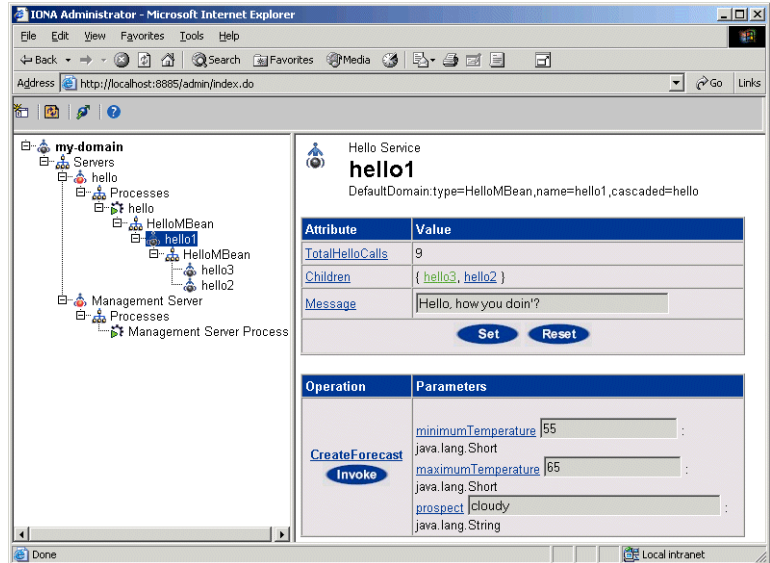 IONA Administrator - Microsoft Internet Explorer
File Edit View Favorites Tools Help
Back Search Favorites Media
Address http://localhost:8885/admin/index.do Go Links
my-domain
Servers
hello
Processes
hello
HelloMBean
hello1
HelloMBean
hello3
hello2
Management Server
Processes
Management Server Process
Hello Service
hello1
DefaultDomain:type=HelloMBean,name=hello1,cascaded=hello
Attribute Value
TotalHelloCalls 9
Children { hello3, hello2 }
Message Hello, how you doin'?
Set Reset
Operation Parameters
CreateForecast
Invoke
minimumTemperature 55 :
java.lang.Short
maximumTemperature 65 :
java.lang.Short
prospect cloudy :
java.lang.String
Done Local intranet